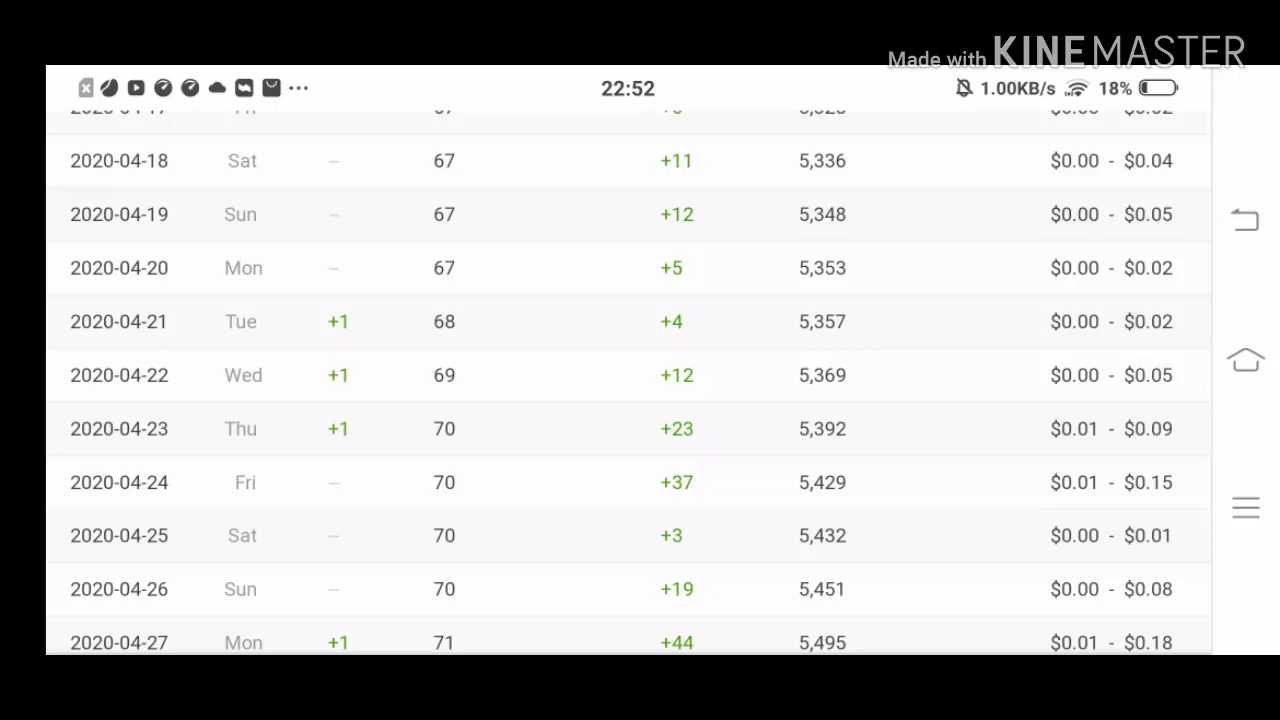 Made with KINEMASTER
22:52 1.00KB/s 18%
2020-04-18 Sat -- 67 +11 5,336 $0.00 - $0.04
2020-04-19 Sun -- 67 +12 5,348 $0.00 - $0.05
2020-04-20 Mon -- 67 +5 5,353 $0.00 - $0.02
2020-04-21 Tue +1 68 +4 5,357 $0.00 - $0.02
2020-04-22 Wed +1 69 +12 5,369 $0.00 - $0.05
2020-04-23 Thu +1 70 +23 5,392 $0.01 - $0.09
2020-04-24 Fri -- 70 +37 5,429 $0.01 - $0.15
2020-04-25 Sat -- 70 +3 5,432 $0.00 - $0.01
2020-04-26 Sun -- 70 +19 5,451 $0.00 - $0.08
2020-04-27 Mon +1 71 +44 5,495 $0.01 - $0.18